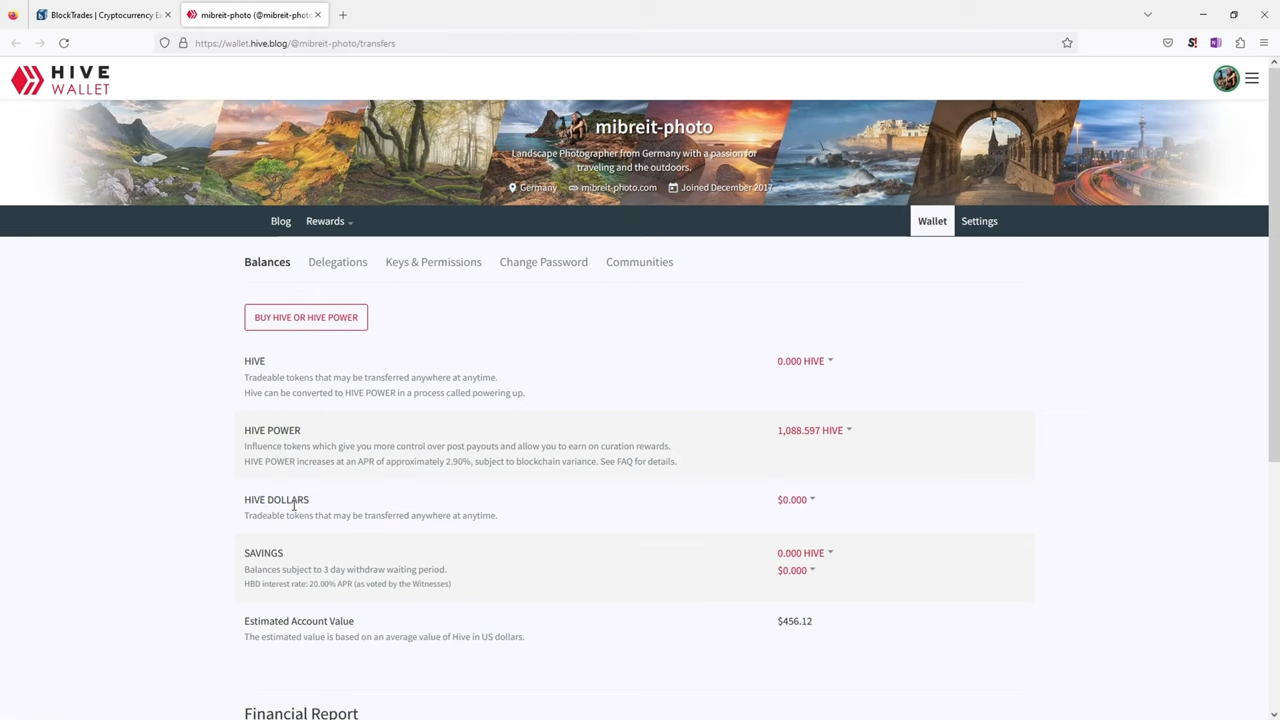 BlockTrades | Cryptocurrency Ex
mibreit-photo (@mibreit-photo
https://wallet.hive.blog/@mibreit-photo/transfers
HIVE
WALLET
mibreit-photo
Landscape Photographer from Germany with a passion for
traveling and the outdoors.
Germany mibreit-photo.com Joined December 2017
Blog Rewards Wallet Settings
Balances Delegations Keys & Permissions Change Password Communities
BUY HIVE OR HIVE POWER
HIVE 0.000 HIVE
Tradeable tokens that may be transferred anywhere at anytime.
Hive can be converted to HIVE POWER in a process called powering up.
HIVE POWER 1,088.597 HIVE
Influence tokens which give you more control over post payouts and allow you to earn on curation rewards.
HIVE POWER increases at an APR of approximately 2.90%, subject to blockchain variance. See FAQ for details.
HIVE DOLLARS $0.000
Tradeable tokens that may be transferred anywhere at anytime.
SAVINGS 0.000 HIVE
Balances subject to 3 day withdraw waiting period. $0.000
HBD interest rate: 20.00% APR (as voted by the Witnesses)
Estimated Account Value $456.12
The estimated value is based on an average value of Hive in US dollars.
Financial Report